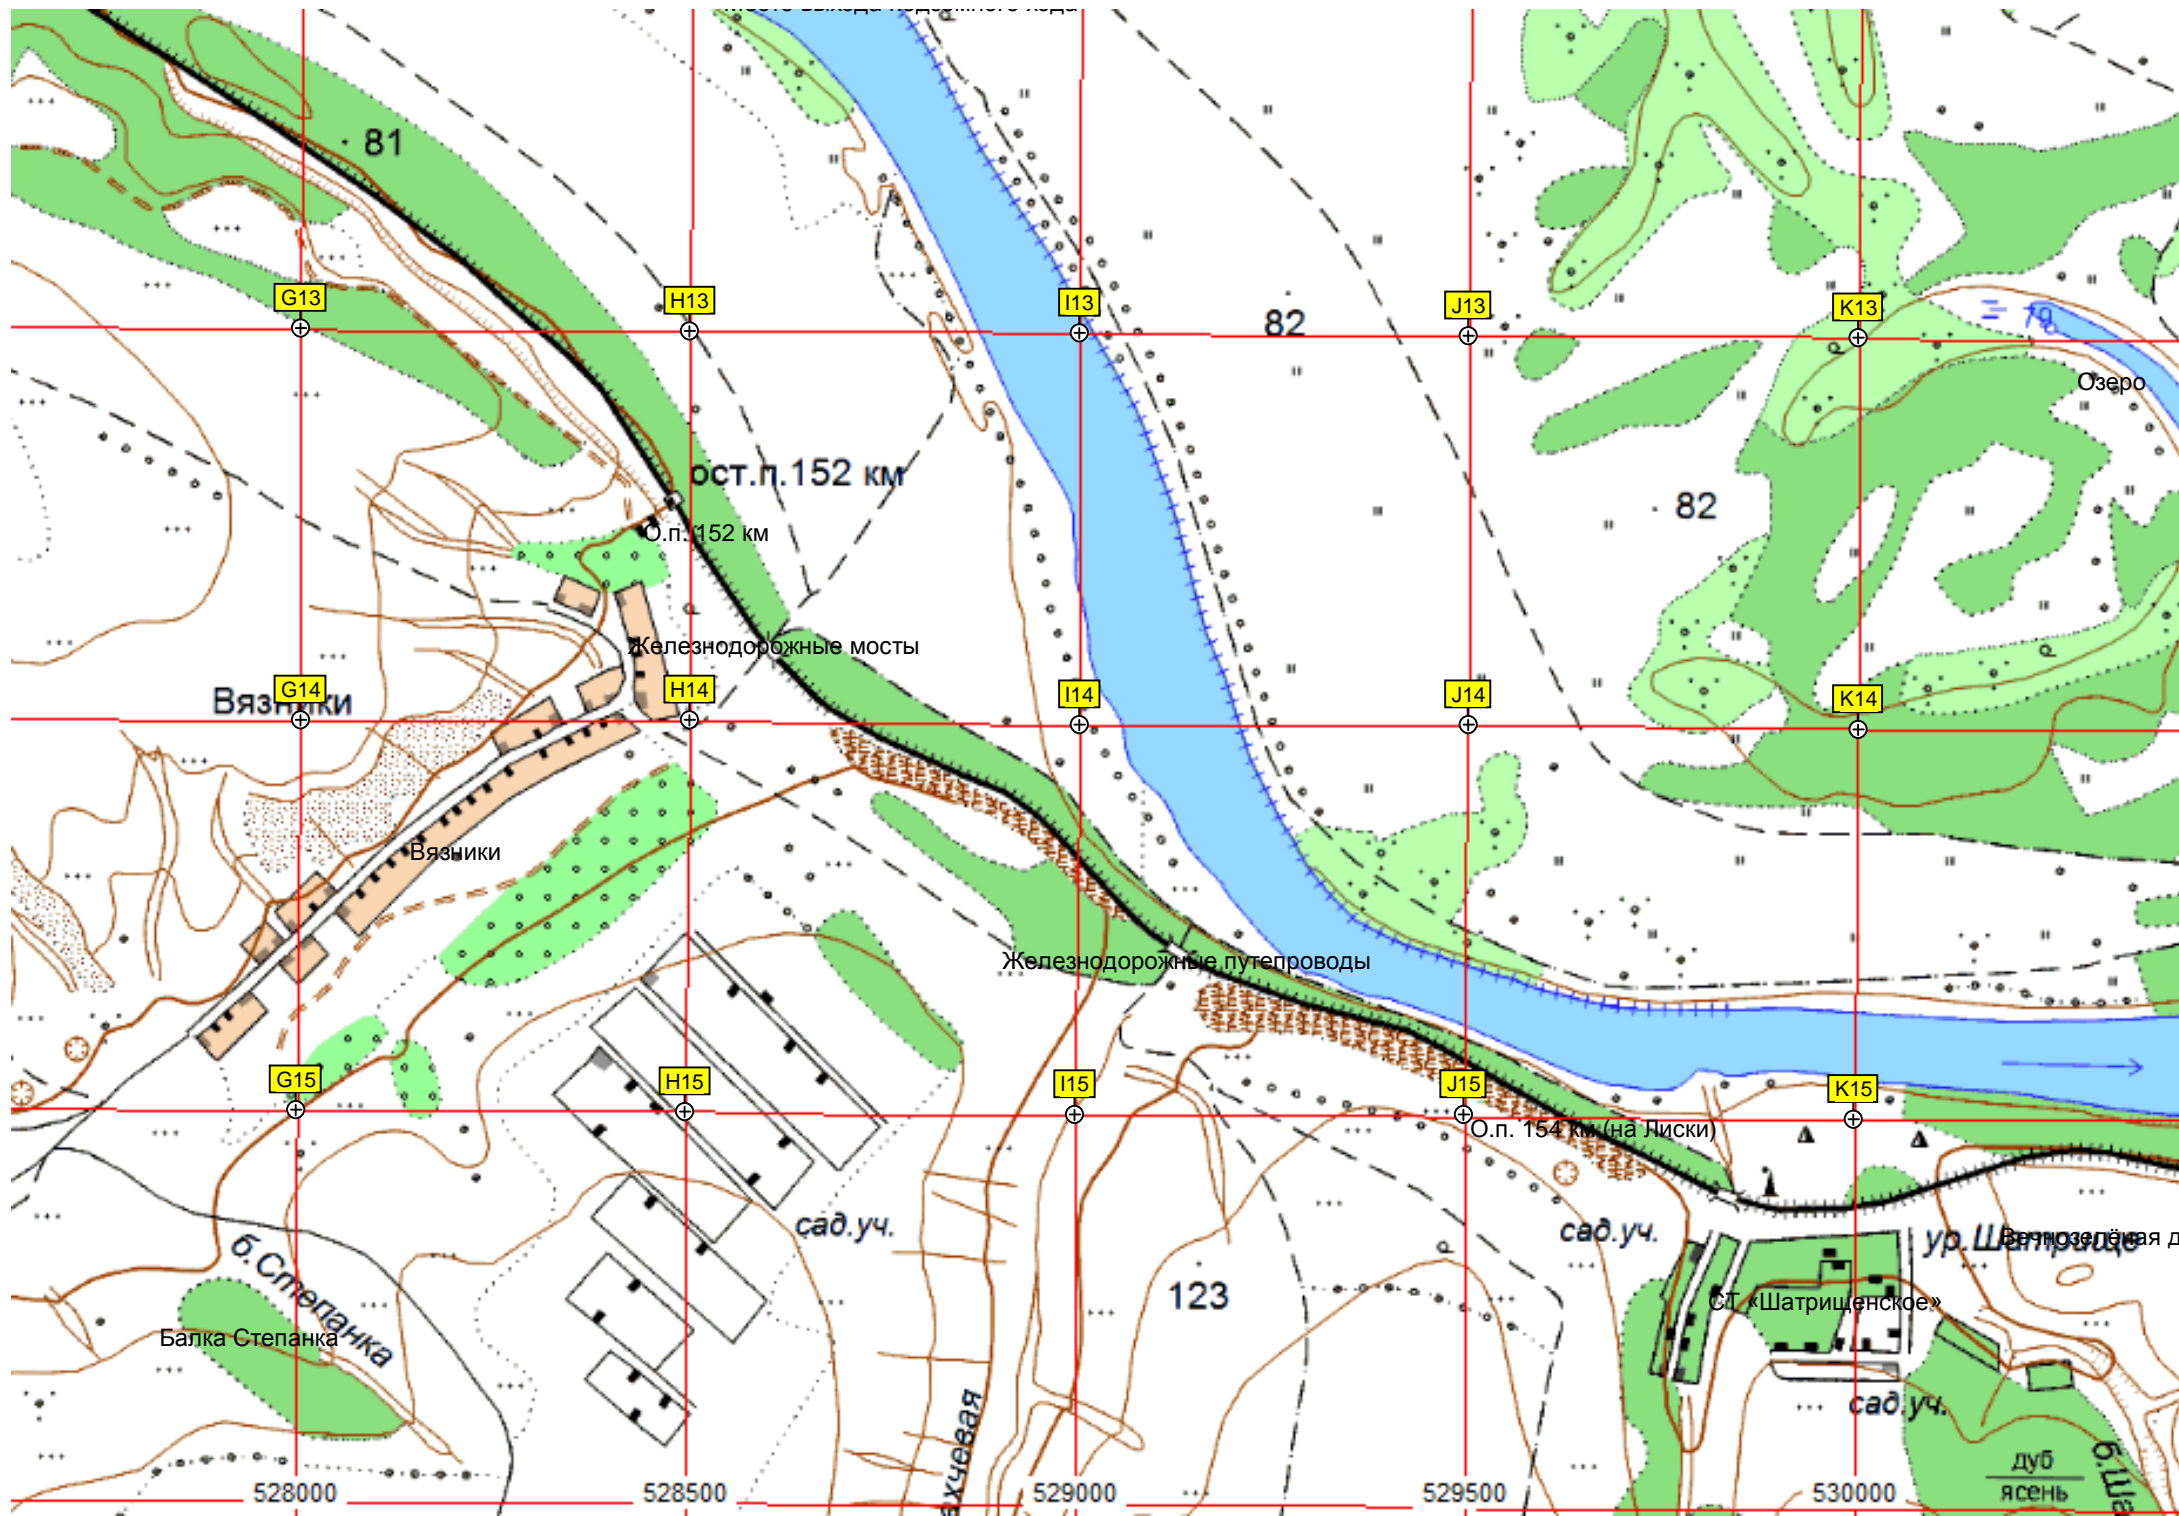 81
G13
H13
I13
J13
K13
82
79
Озеро
ост.п.152 км
О.п. 152 км
82
Железнодорожные мосты
Вязники
G14
H14
I14
J14
K14
Вязники
Железнодорожные путепроводы
G15
H15
I15
J15
K15
О.п. 154 км (на Лиски)
сад.уч.
сад.уч.
ур.Шатрище
Вечнозелёная
б.Степанка
Балка Степанка
123
СТ «Шатрищенское»
сад.уч.
дуб
ясень
528000
528500
529000
529500
530000